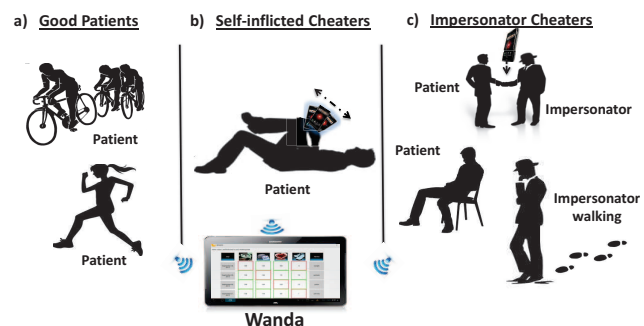 a) Good Patients
b) Self-inflicted Cheaters
c) Impersonator Cheaters
Patient
Patient
Patient
Patient
Impersonator
Patient
Impersonator
walking
Wanda